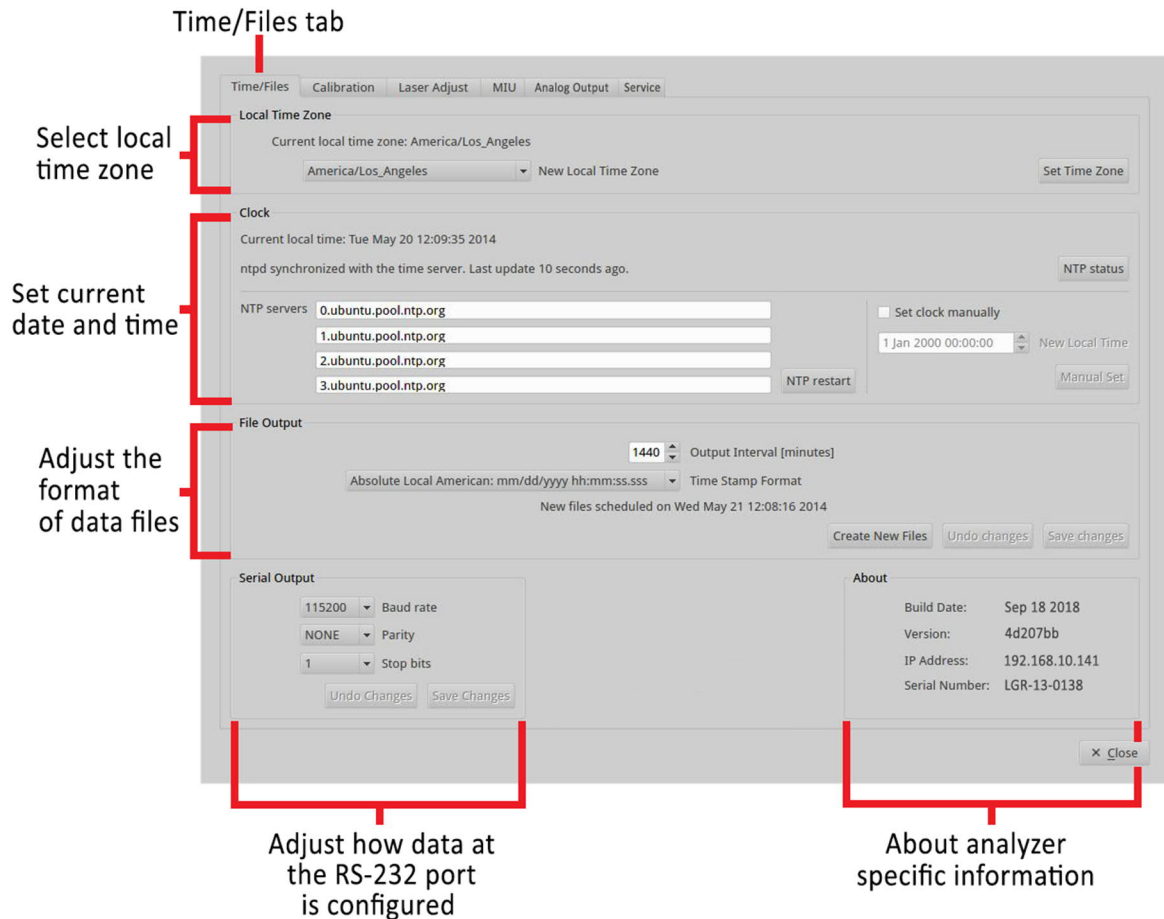 Time/Files tab
Time/Files Calibration Laser Adjust MIU Analog Output Service
Select local
time zone
Local Time Zone
Current local time zone: America/Los_Angeles
America/Los_Angeles New Local Time Zone Set Time Zone
Set current
date and time
Clock
Current local time: Tue May 20 12:09:35 2014
ntpd synchronized with the time server. Last update 10 seconds ago. NTP status
NTP servers 0.ubuntu.pool.ntp.org
1.ubuntu.pool.ntp.org
2.ubuntu.pool.ntp.org
3.ubuntu.pool.ntp.org NTP restart
Set clock manually
1 Jan 2000 00:00:00 New Local Time
Manual Set
Adjust the
format
of data files
File Output
1440 Output Interval [minutes]
Absolute Local American: mm/dd/yyyy hh:mm:ss.sss Time Stamp Format
New files scheduled on Wed May 21 12:08:16 2014
Create New Files Undo changes Save changes
Serial Output
115200 Baud rate
NONE Parity
1 Stop bits
Undo Changes Save Changes
About
Build Date: Sep 18 2018
Version: 4d207bb
IP Address: 192.168.10.141
Serial Number: LGR-13-0138
Close
Adjust how data at
the RS-232 port
is configured
About analyzer
specific information